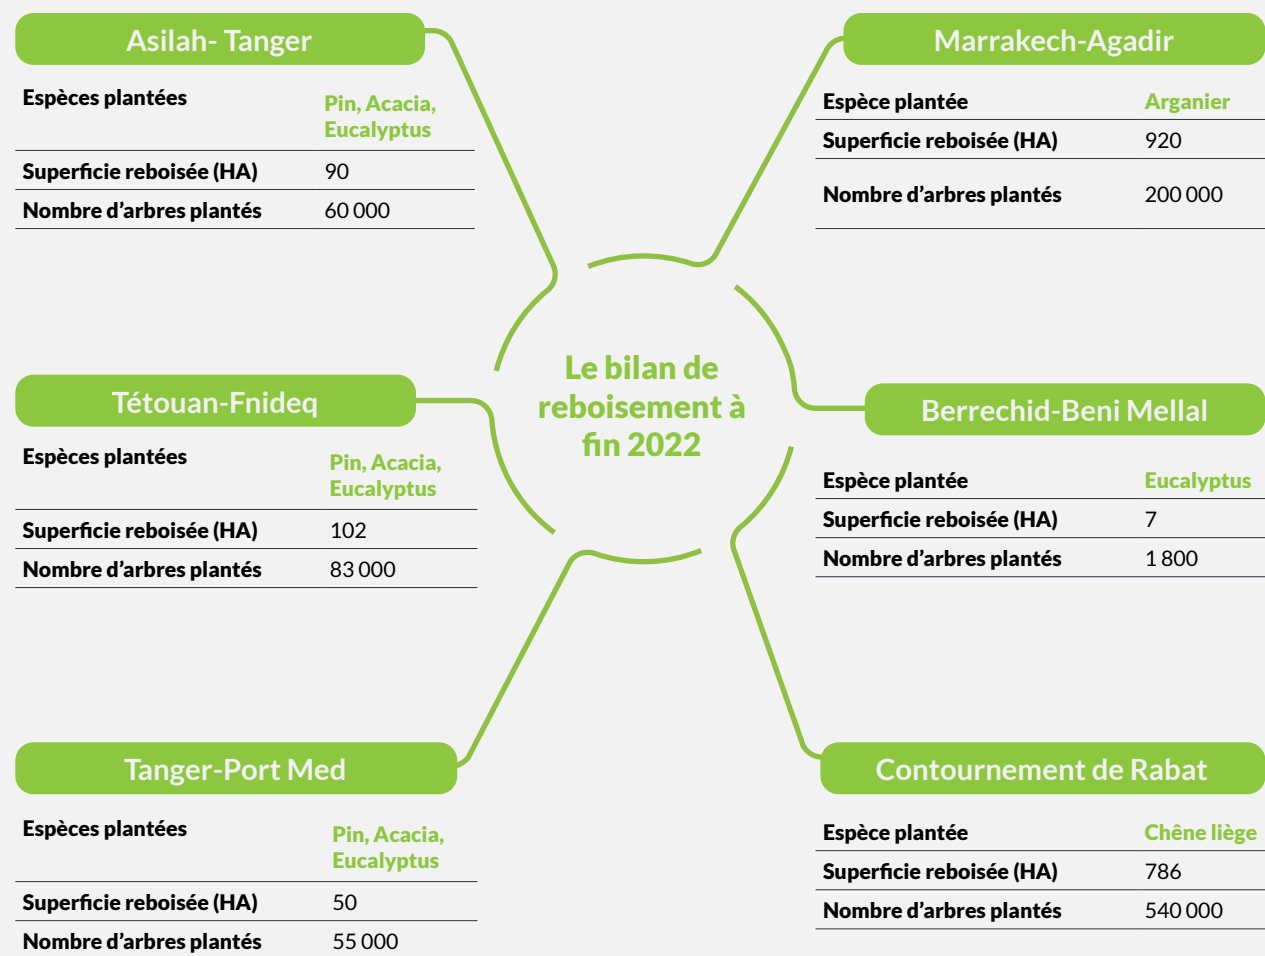 Asilah- Tanger
Espèces plantées
Pin, Acacia,
Eucalyptus
Superficie reboisée (HA) 90
Nombre d’arbres plantés 60 000
Marrakech-Agadir
Espèce plantée Arganier
Superficie reboisée (HA) 920
Nombre d’arbres plantés 200 000
Le bilan de
reboisement à
fin 2022
Tétouan-Fnideq
Espèces plantées
Pin, Acacia,
Eucalyptus
Superficie reboisée (HA) 102
Nombre d’arbres plantés 83 000
Berrechid-Beni Mellal
Espèce plantée Eucalyptus
Superficie reboisée (HA) 7
Nombre d’arbres plantés 1 800
Tanger-Port Med
Espèces plantées
Pin, Acacia,
Eucalyptus
Superficie reboisée (HA) 50
Nombre d’arbres plantés 55 000
Contournement de Rabat
Espèce plantée Chêne liège
Superficie reboisée (HA) 786
Nombre d’arbres plantés 540 000